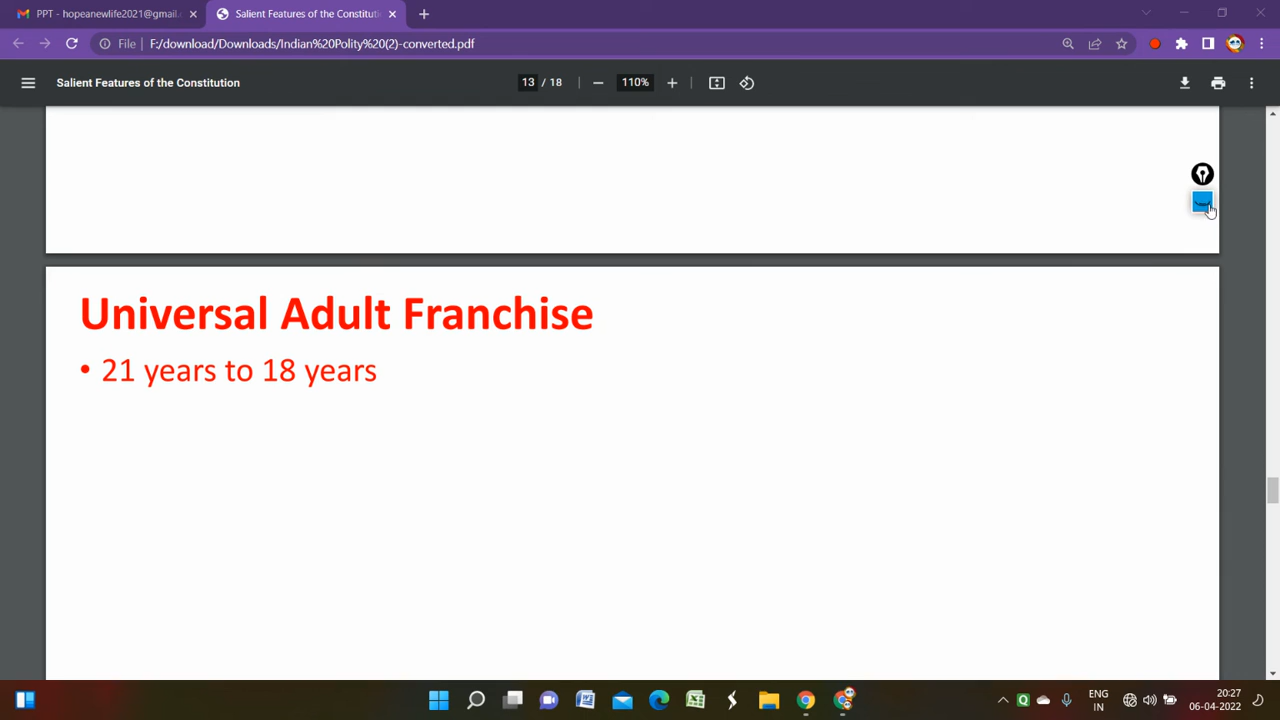 PPT - hopeanewlife2021@gmail.
Salient Features of the Constituti
File
F:/download/Downloads/Indian%20Polity%20(2)-converted.pdf
Salient Features of the Constitution
13 / 18
110%
Universal Adult Franchise
• 21 years to 18 years
ENG
IN
20:27
06-04-2022